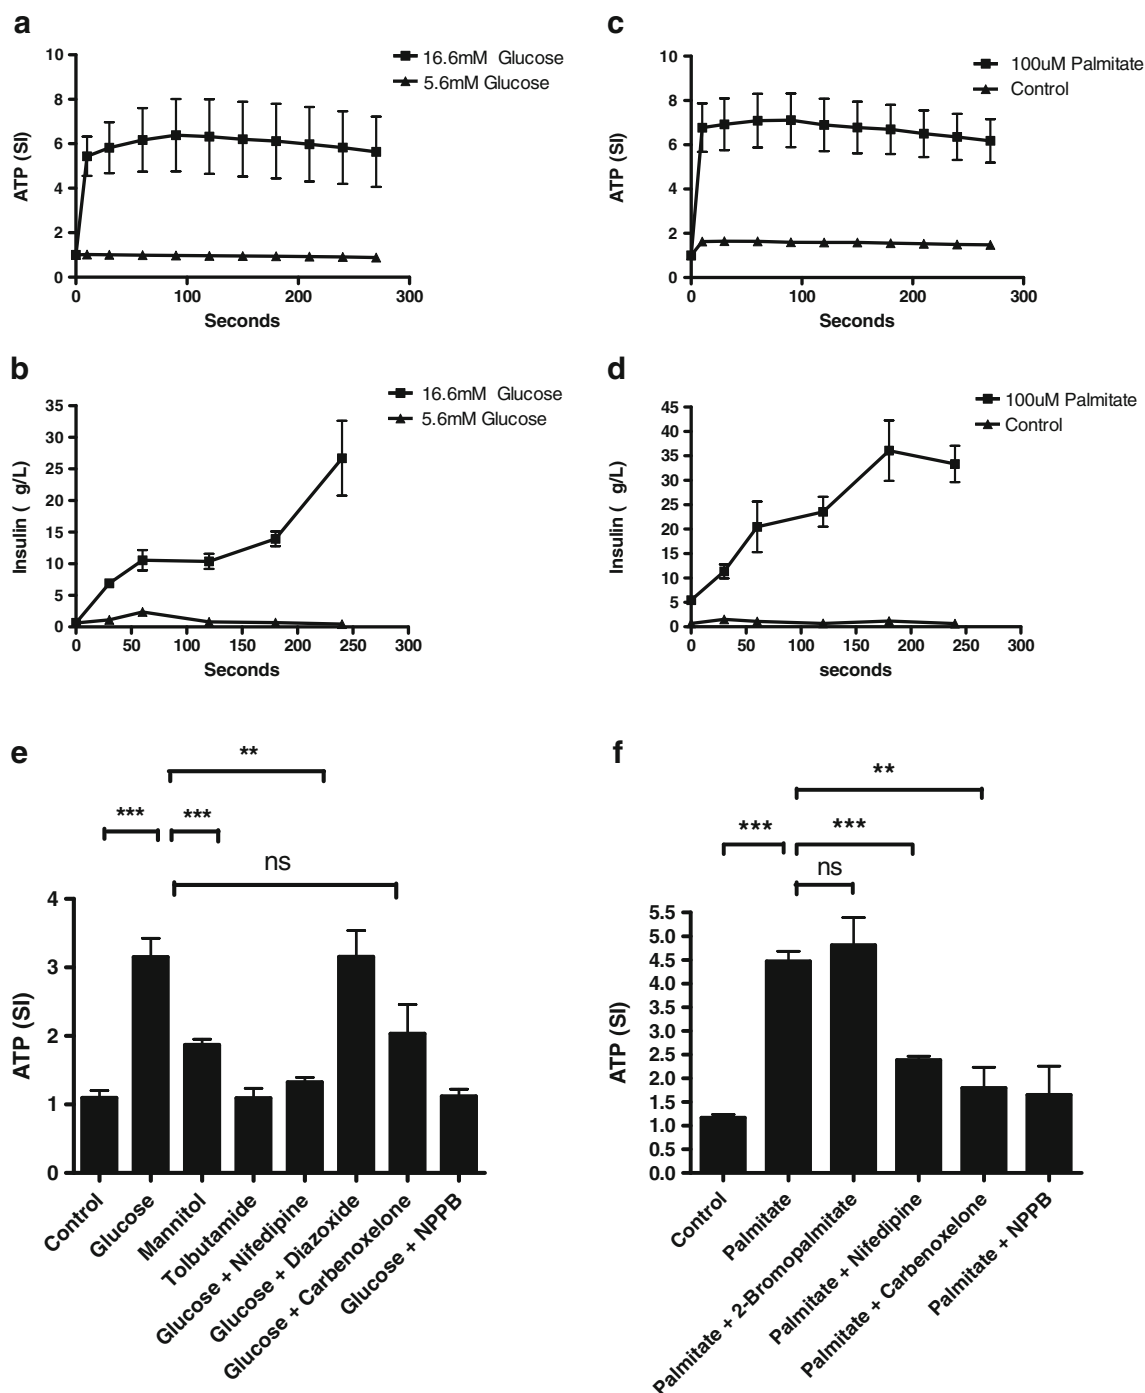 a
16.6mM Glucose
5.6mM Glucose
ATP (SI)
10
8
6
4
2
0
0 100 200 300
Seconds
c
100uM Palmitate
Control
ATP (SI)
10
8
6
4
2
0
0 100 200 300
Seconds
b
16.6mM Glucose
5.6mM Glucose
Insulin ( g/L)
35
30
25
20
15
10
5
0
0 50 100 150 200 250 300
Seconds
d
100uM Palmitate
Control
Insulin ( g/L)
45
40
35
30
25
20
15
10
5
0
0 50 100 150 200 250 300
seconds
e
**
*** ***
ns
ATP (SI)
4
3
2
1
0
Control
Glucose
Mannitol
Tolbutamide
Glucose + Nifedipine
Glucose + Diazoxide
Glucose + Carbenoxelone
Glucose + NPPB
f
**
*** ***
ns
ATP (SI)
5.5
5.0
4.5
4.0
3.5
3.0
2.5
2.0
1.5
1.0
0.5
0.0
Control
Palmitate
Palmitate + 2-Bromopalmitate
Palmitate + Nifedipine
Palmitate + Carbenoxelone
Palmitate + NPPB